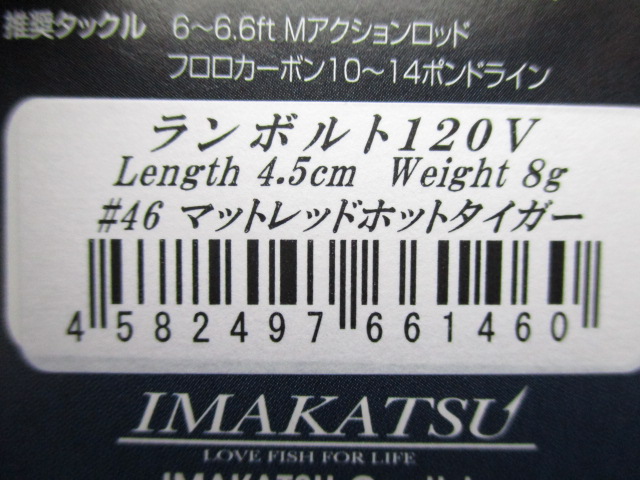 推奨タックル 6～6.6ft Mアクションロッド
フロロカーボン10～14ポンドライン
ランボルト120V
Length 4.5cm Weight 8g
#46 マットレッドホットタイガー
4 582497 661460
IMAKATSU
LOVE FISH FOR LIFE